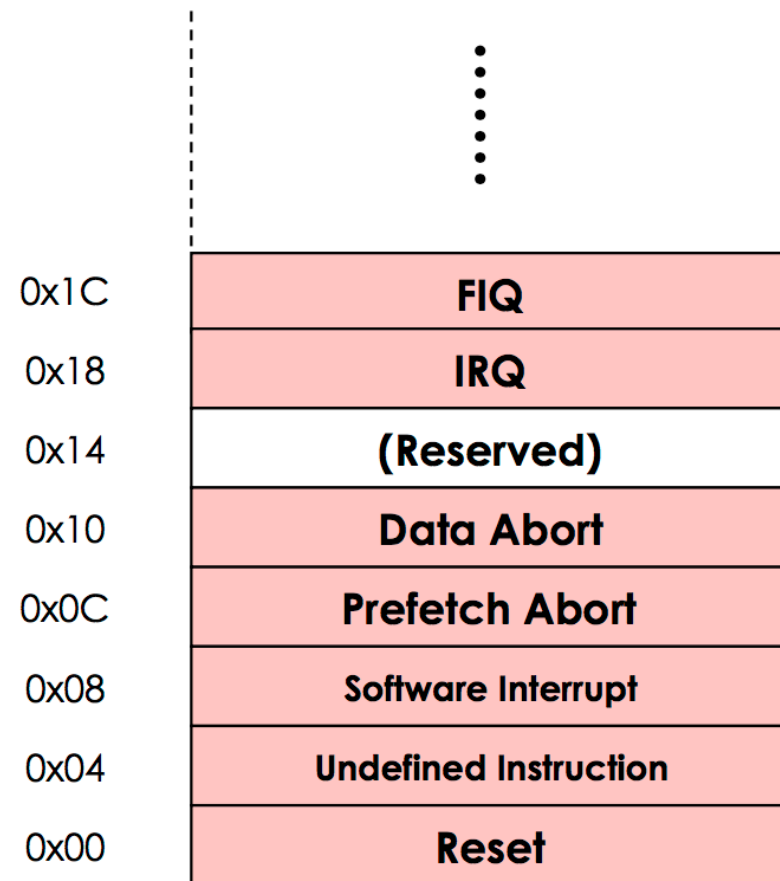 0x1C FIQ
0x18 IRQ
0x14 (Reserved)
0x10 Data Abort
0x0C Prefetch Abort
0x08 Software Interrupt
0x04 Undefined Instruction
0x00 Reset